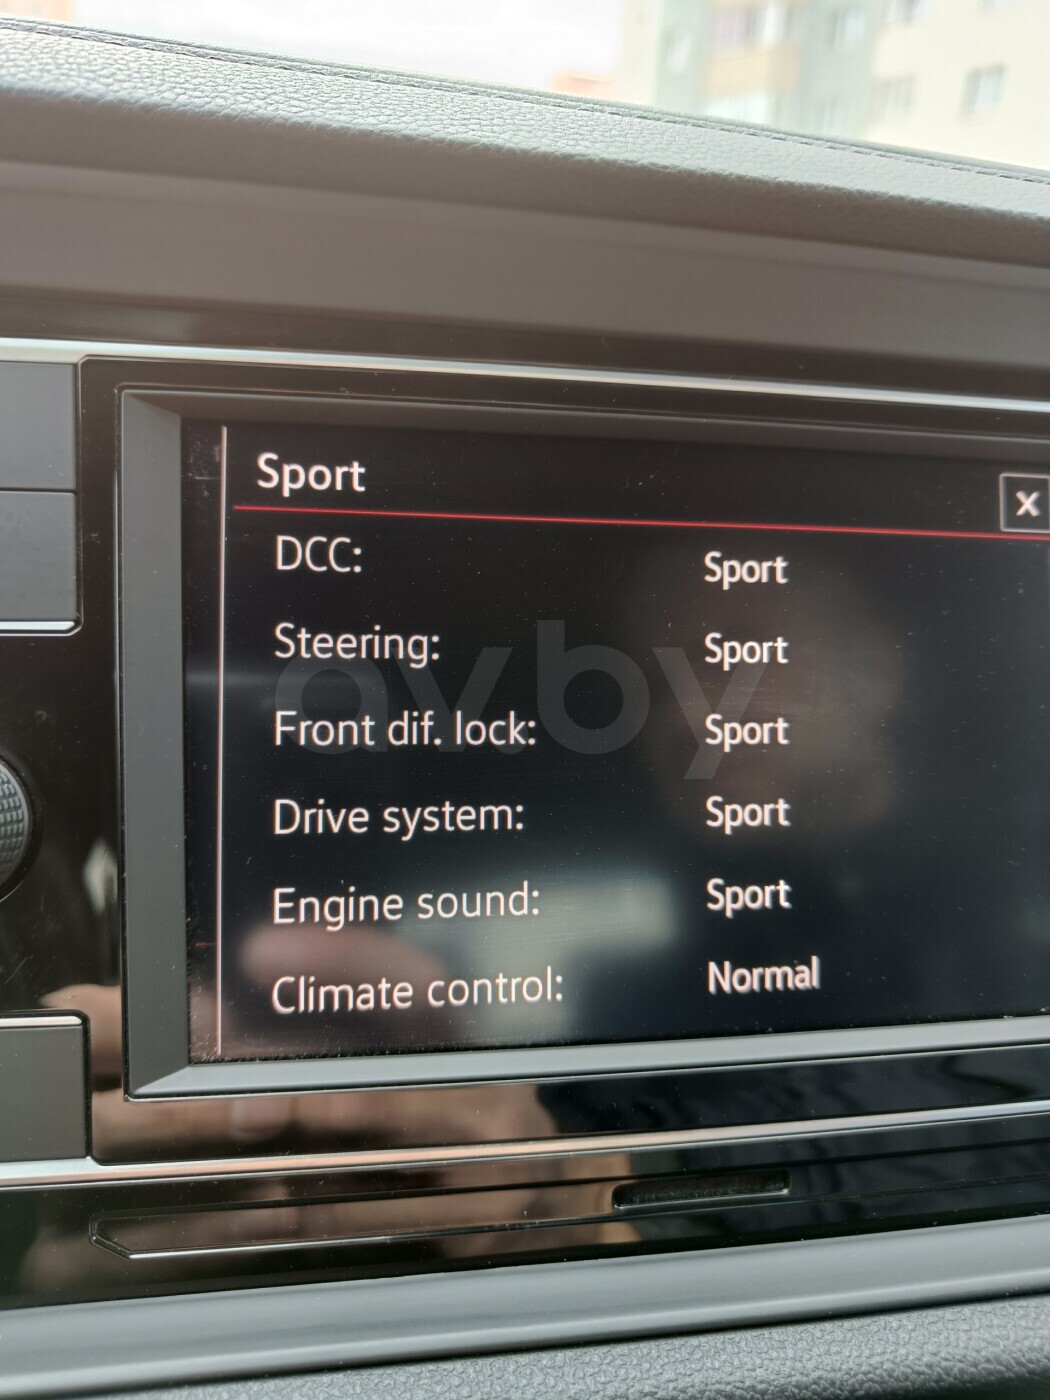 Sport
X
DCC: Sport
Steering: Sport
av.by
Front dif. lock: Sport
Drive system: Sport
Engine sound: Sport
Climate control: Normal